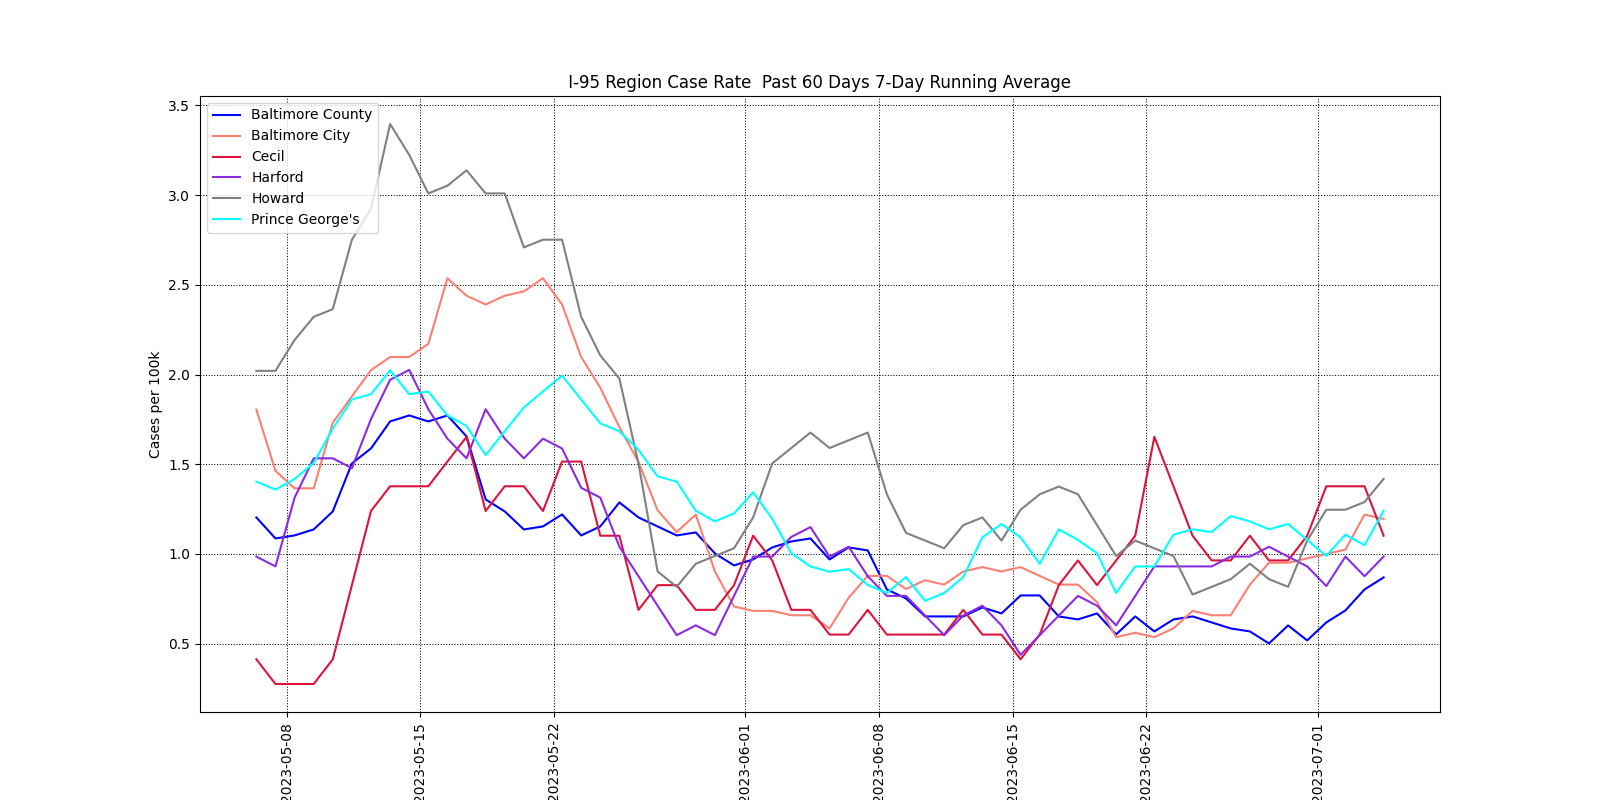 I-95 Region Case Rate  Past 60 Days 7-Day Running Average
Baltimore County
Baltimore City
Cecil
Harford
Howard
Prince George's
Cases per 100k
3.5
3.0
2.5
2.0
1.5
1.0
0.5
2023-05-08
2023-05-15
2023-05-22
2023-06-01
2023-06-08
2023-06-15
2023-06-22
2023-07-01